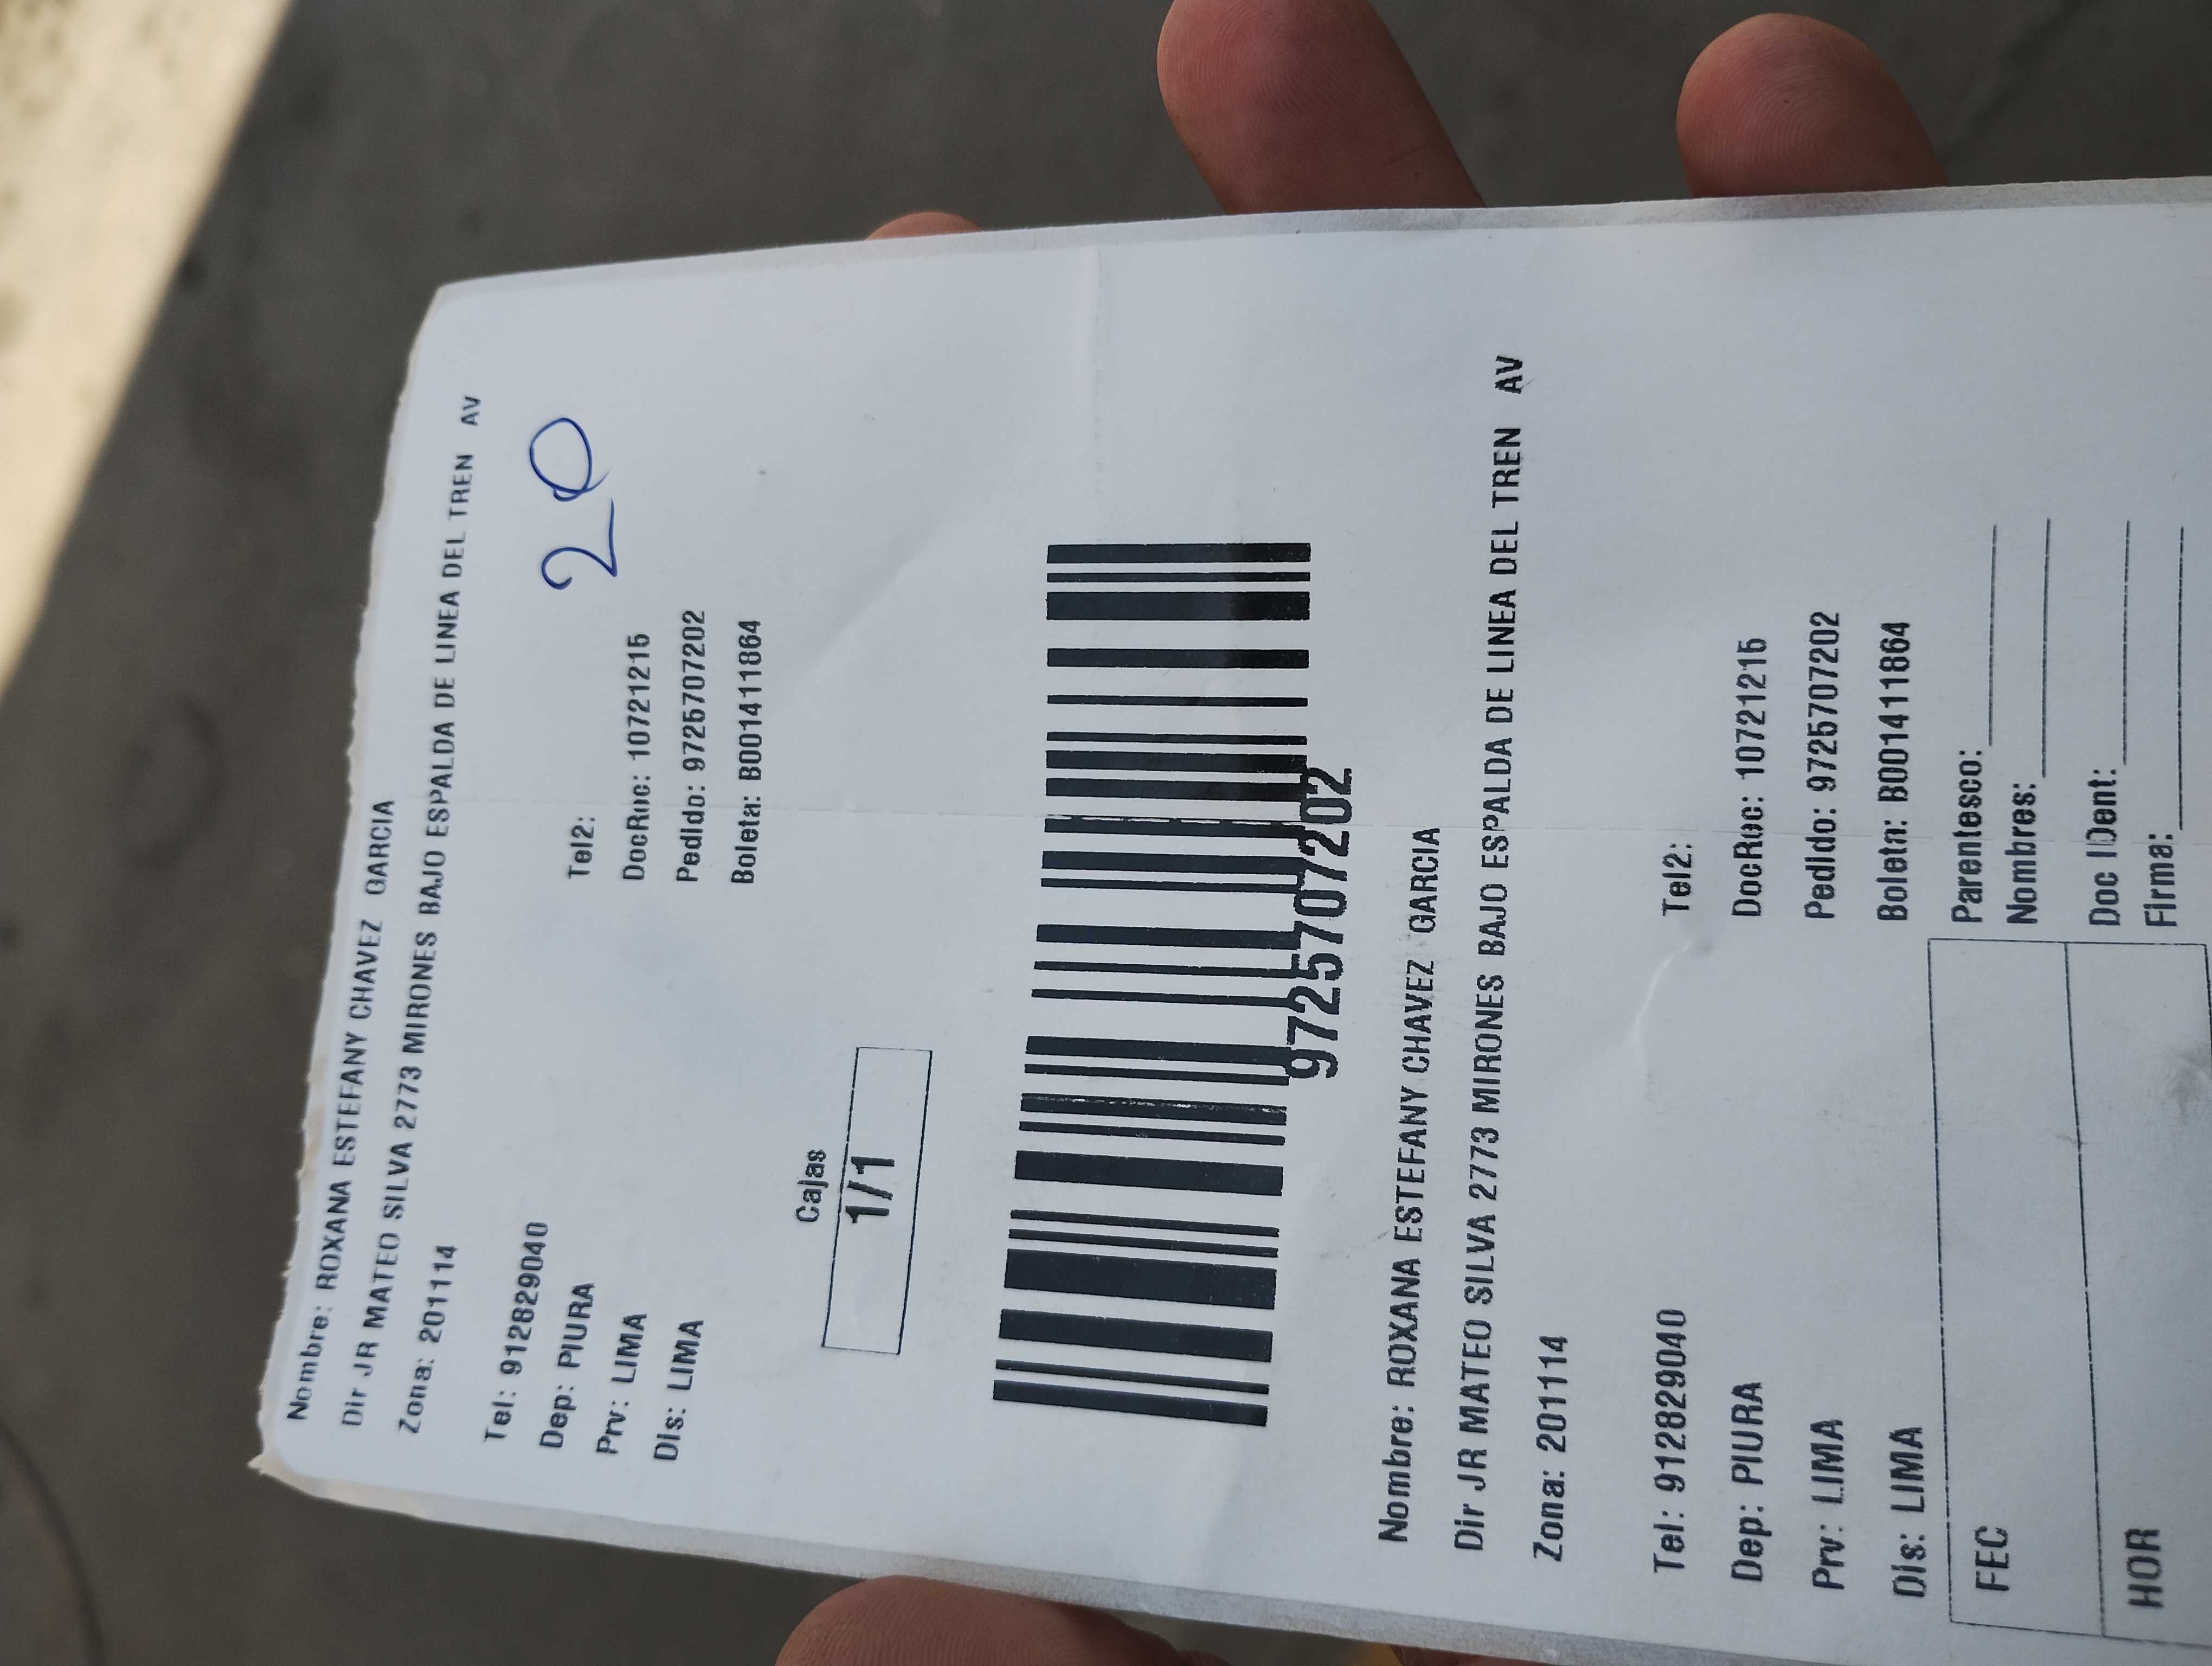 Nombre: ROXANA ESTEFANY CHAVEZ GARCIA
Dir JR MATEO SILVA 2773 MIRONES BAJO ESPALDA DE LINEA DEL TREN AV
Zona: 201114
20
Tel: 912829040 Tel2:
Dep: PIURA DocRuc: 10721215
Prv: LIMA Pedido: 9725707202
Dis: LIMA Boleta: B001411864
Cajas
1/1
9725707202
Nombre: ROXANA ESTEFANY CHAVEZ GARCIA
Dir JR MATEO SILVA 2773 MIRONES BAJO ESPALDA DE LINEA DEL TREN AV
Zona: 201114
Tel: 912829040 Tel2:
Dep: PIURA DocRuc: 10721215
Prv: LIMA Pedido: 9725707202
Dis: LIMA Boleta: B001411864
FEC Parentesco:
Nombres:
HOR Doc IDent:
Firma: